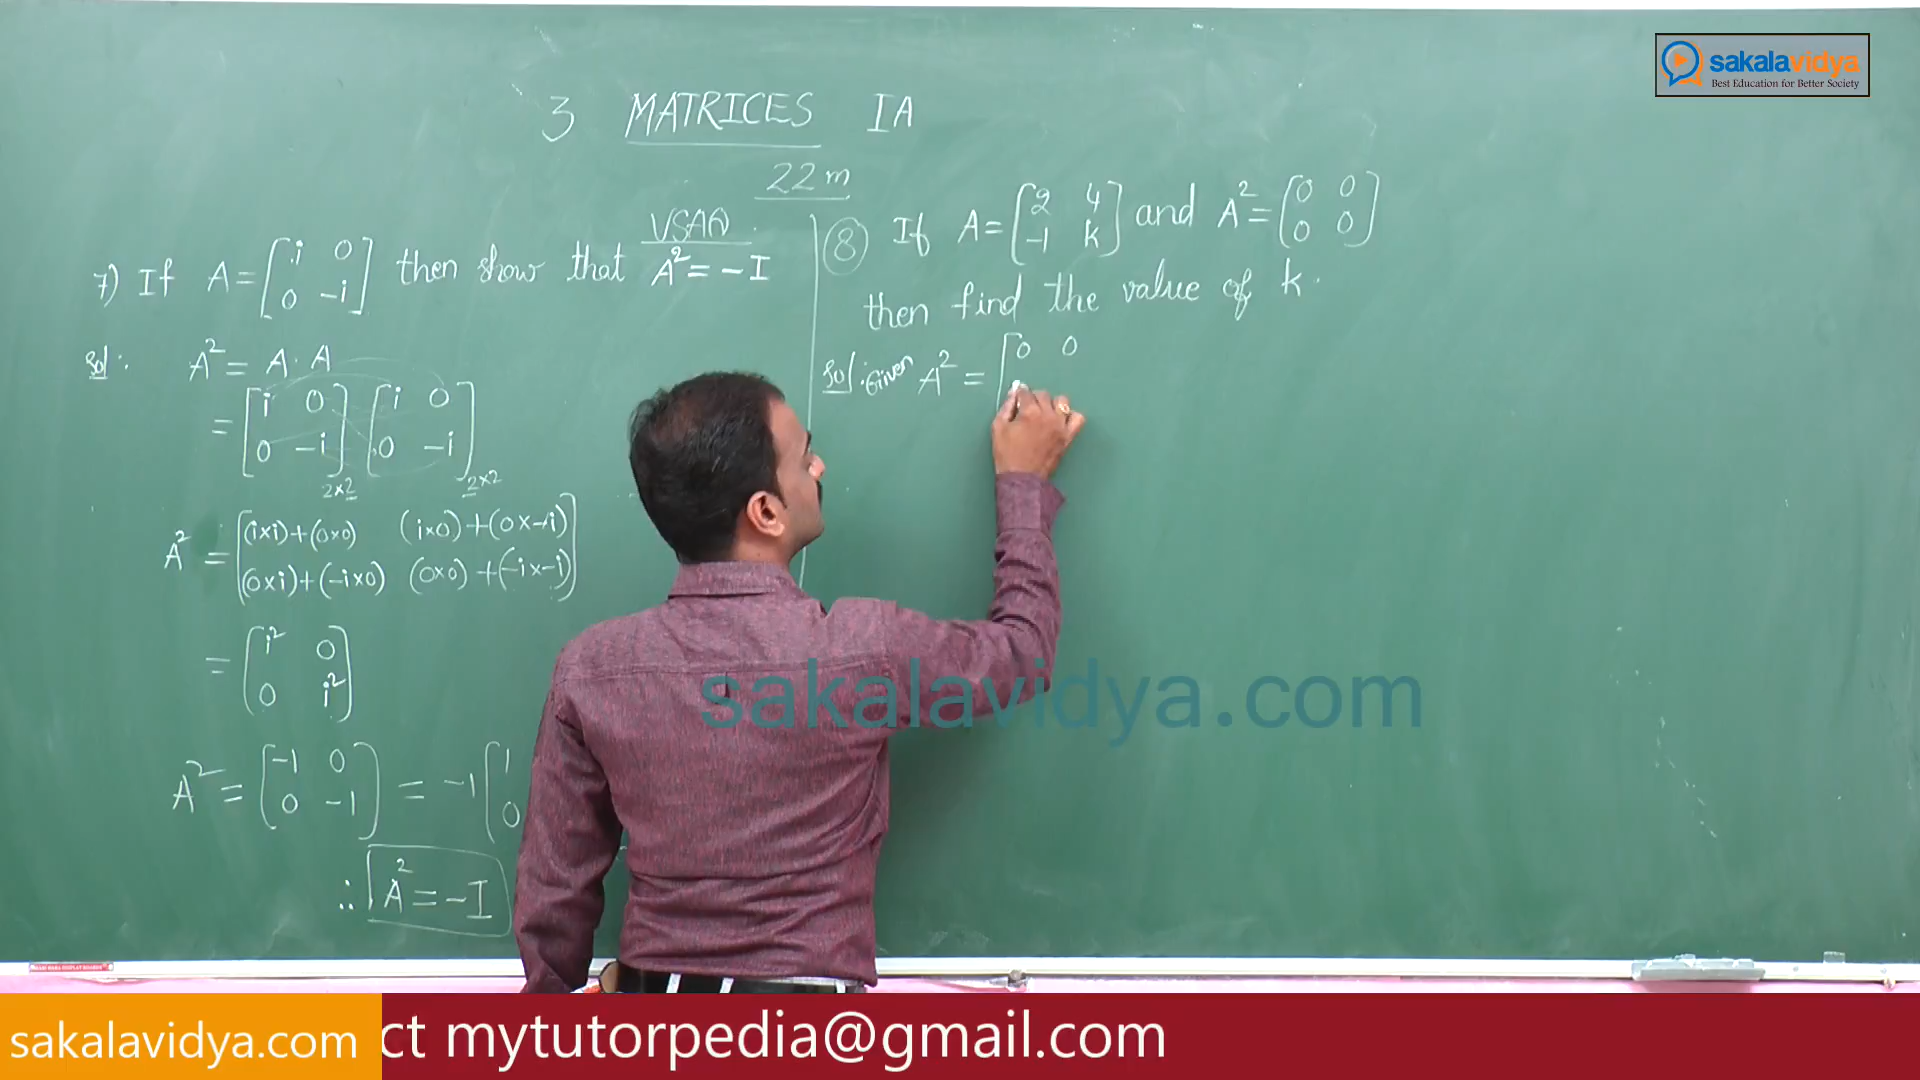 sakalavidya
Best Education for Better Society
3 MATRICES IA
22m
VSAQ
7) If A = [i 0
0 -i] then show that A² = -I
Sol: A² = A. A
= [i 0
0 -i]2×2 [i 0
0 -i]2×2
A² = [(i×i)+(0×0) (i×0)+(0×-i)
(0×i)+(-i×0) (0×0)+(-i×-i)]
= [i² 0
0 i²]
A² = [-1 0
0 -1] = -1[1
0
∴ A² = -I
8 If A = [2 4
-1 k] and A² = [0 0
0 0]
then find the value of k.
Sol: Given A² = [0 0
sakalavidya.com
sakalavidya.com
ct mytutorpedia@gmail.com